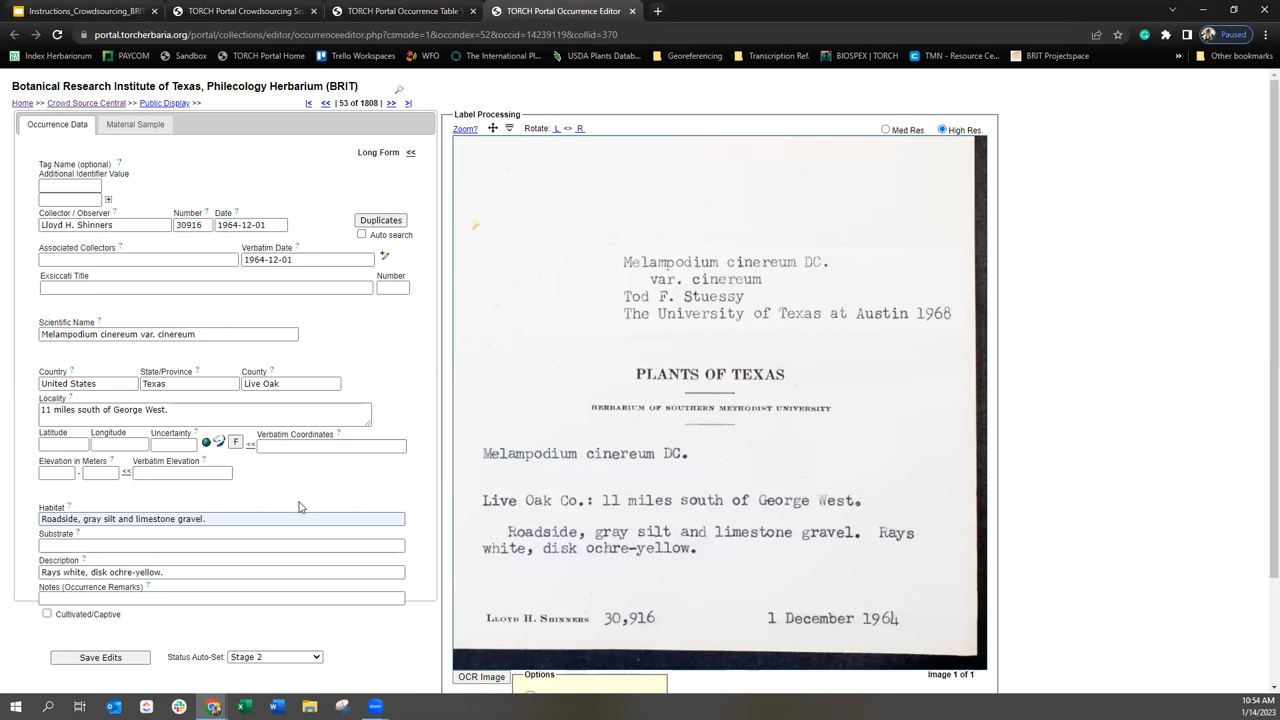 Instructions_Crowdsourcing_BRIT
TORCH Portal Crowdsourcing Sc
TORCH Portal Occurrence Table
TORCH Portal Occurrence Editor
portal.torcherbaria.org/portal/collections/editor/occurrenceeditor.php?csmode=1&occindex=52&occid=14239119&collid=370
Paused
Index Herbarium
PAYCOM
Sandbox
TORCH Portal Home
Trello Workspaces
WFO
The International Pl...
USDA Plants Datab...
Georeferencing
Transcription Ref.
BIOSPEX | TORCH
TMN - Resource Ce...
BRIT Projectspace
»
Other bookmarks
Botanical Research Institute of Texas, Philecology Herbarium (BRIT)
Home >> Crowd Source Central >> Public Display >>
|< << | 53 of 1808 | >> >|
Occurrence Data
Material Sample
Long Form <<
Tag Name (optional) ?
Additional Identifier Value
Collector / Observer ? Number ? Date ?
Lloyd H. Shinners 30916 1964-12-01
Duplicates
Auto search
Associated Collectors ? Verbatim Date ?
1964-12-01
Exsiccati Title Number
Scientific Name ?
Melampodium cinereum var. cinereum
Country ? State/Province ? County ?
United States Texas Live Oak
Locality ?
11 miles south of George West.
Latitude Longitude Uncertainty ? F << Verbatim Coordinates ?
Elevation in Meters ? - << Verbatim Elevation ?
Habitat ?
Roadside, gray silt and limestone gravel.
Substrate ?
Description ?
Rays white, disk ochre-yellow.
Notes (Occurrence Remarks) ?
Cultivated/Captive
Save Edits
Status Auto-Set: Stage 2
Label Processing
Zoom? Rotate: L <> R
Med Res. High Res.
Melampodium cinereum DC.
var. cinereum
Tod F. Stuessy
The University of Texas at Austin 1968
PLANTS OF TEXAS
HERBARIUM OF SOUTHERN METHODIST UNIVERSITY
Melampodium cinereum DC.
Live Oak Co.: 11 miles south of George West.
Roadside, gray silt and limestone gravel. Rays
white, disk ochre-yellow.
LLOYD H. SHINNERS 30,916 1 December 1964
OCR Image
Options
Image 1 of 1
10:54 AM
1/14/2023